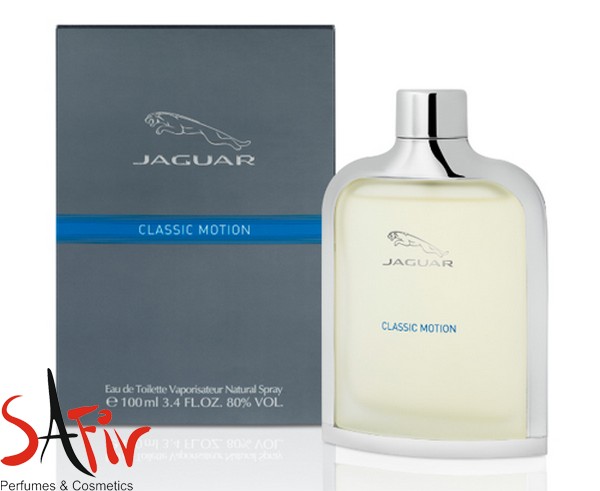 JAGUAR
CLASSIC MOTION
Eau de Toilette Vaporisateur Natural Spray
℮ 100 ml 3.4 FL.OZ. 80% VOL.
JAGUAR
CLASSIC MOTION
SAFir
Perfumes & Cosmetics